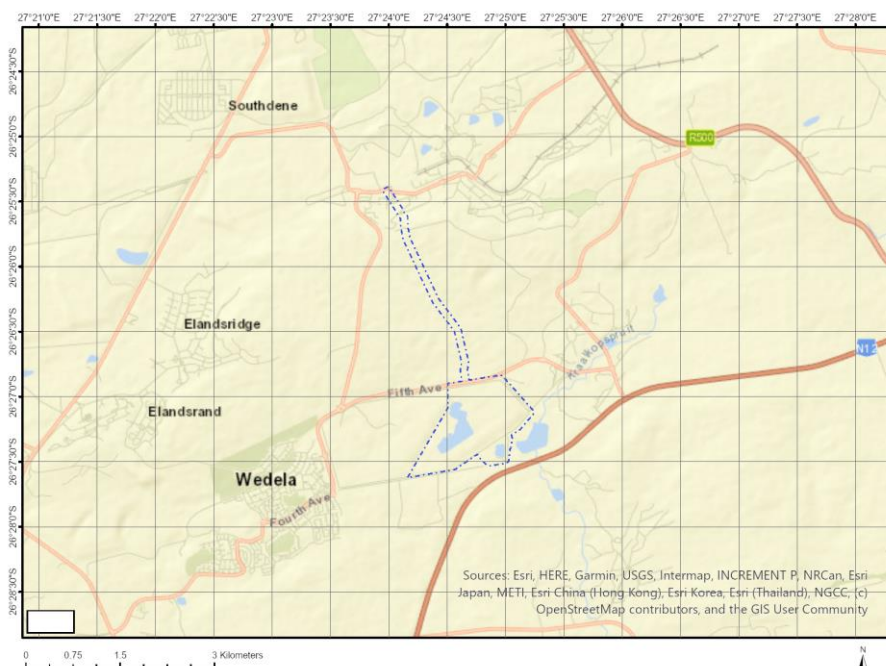 27°21'0"E 27°21'30"E 27°22'0"E 27°22'30"E 27°23'0"E 27°23'30"E 27°24'0"E 27°24'30"E 27°25'0"E 27°25'30"E 27°26'0"E 27°26'30"E 27°27'0"E 27°27'30"E 27°28'0"E
26°24'30"S
Southdene
26°25'0"S
R500
26°25'30"S
26°26'0"S
26°26'30"S
Elandsridge
Kraalkopspruit
N12
26°27'0"S
Fifth Ave
Elandsrand
26°27'30"S
Wedela
Fourth Ave
26°28'0"S
26°28'30"S
Sources: Esri, HERE, Garmin, USGS, Intermap, INCREMENT P, NRCan, Esri
Japan, METI, Esri China (Hong Kong), Esri Korea, Esri (Thailand), NGCC, (c)
OpenStreetMap contributors, and the GIS User Community
0 0.75 1.5 3 Kilometers
N